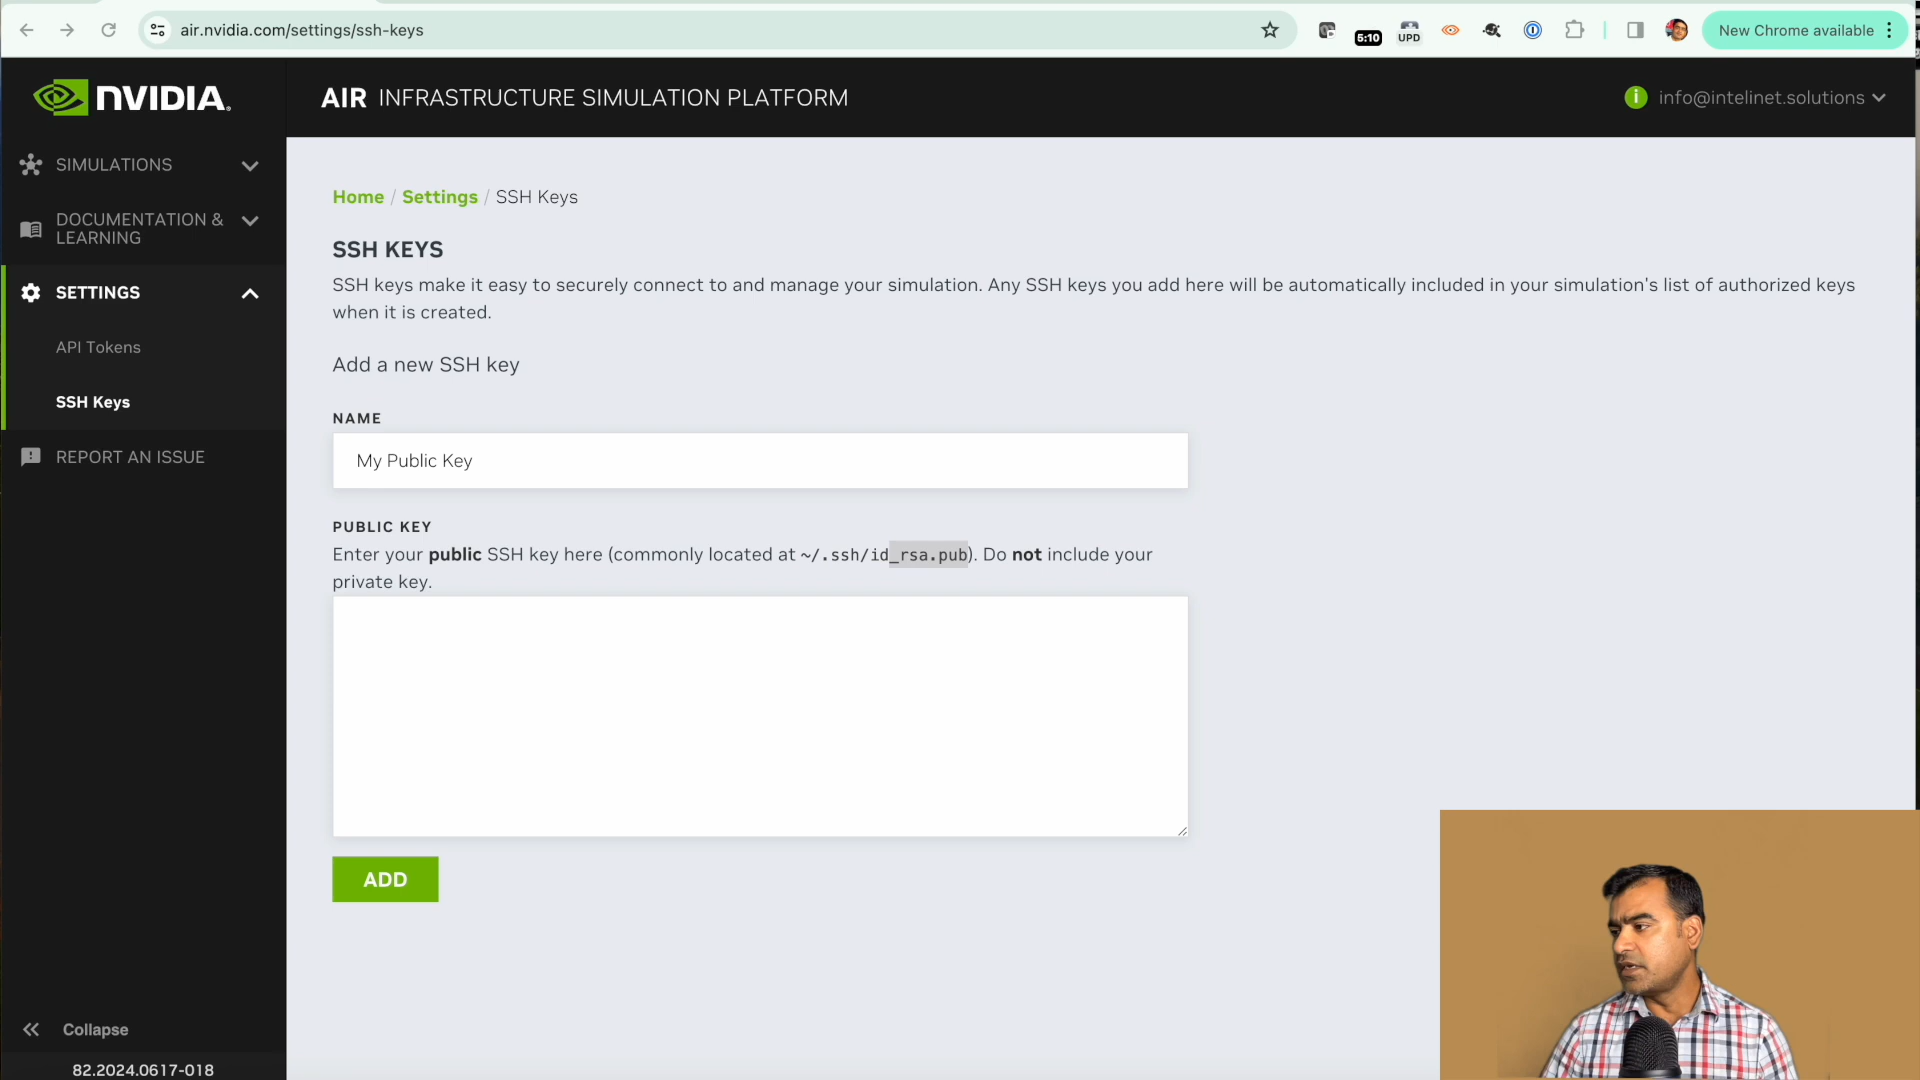 air.nvidia.com/settings/ssh-keys
5:10
UPD
New Chrome available
NVIDIA.
AIR INFRASTRUCTURE SIMULATION PLATFORM
info@intelinet.solutions
SIMULATIONS
DOCUMENTATION &
LEARNING
SETTINGS
API Tokens
SSH Keys
REPORT AN ISSUE
Home / Settings / SSH Keys
SSH KEYS
SSH keys make it easy to securely connect to and manage your simulation. Any SSH keys you add here will be automatically included in your simulation's list of authorized keys
when it is created.
Add a new SSH key
NAME
My Public Key
PUBLIC KEY
Enter your public SSH key here (commonly located at ~/.ssh/id_rsa.pub). Do not include your
private key.
ADD
Collapse
82.2024.0617-018